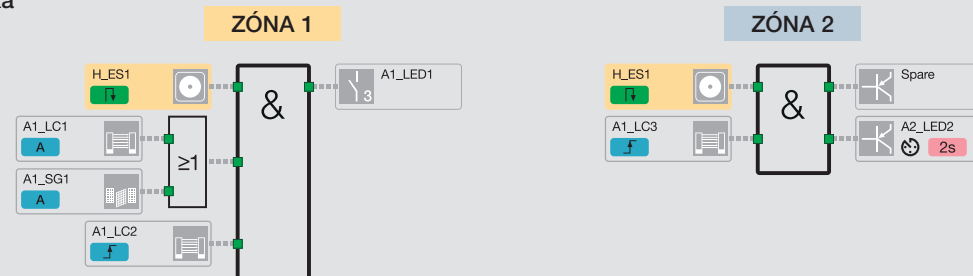 ZÓNA 1
H_ES1
&
A1_LED1
3
A1_LC1
A
≥1
A1_SG1
A
A1_LC2
ZÓNA 2
H_ES1
&
Spare
A1_LC3
A2_LED2
2s